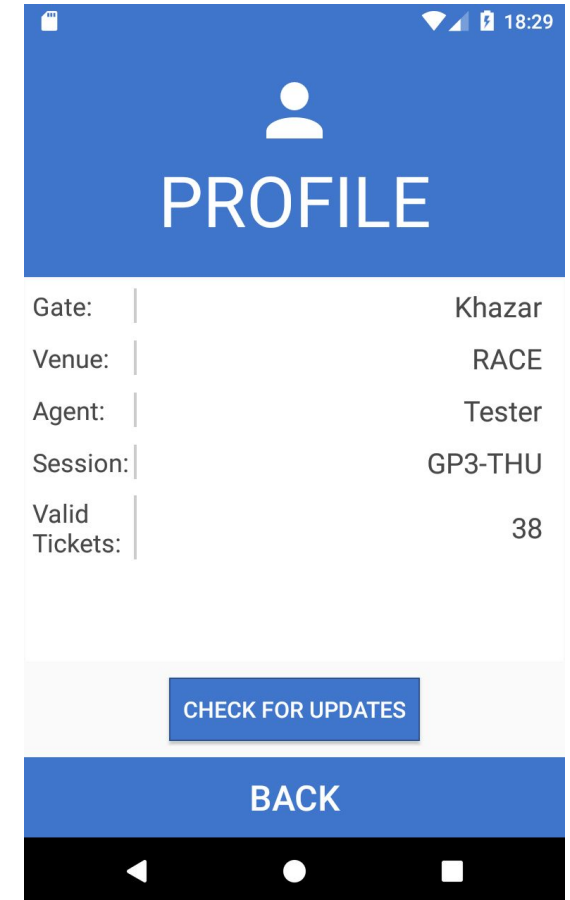 18:29
PROFILE
Gate: Khazar
Venue: RACE
Agent: Tester
Session: GP3-THU
Valid
Tickets: 38
CHECK FOR UPDATES
BACK